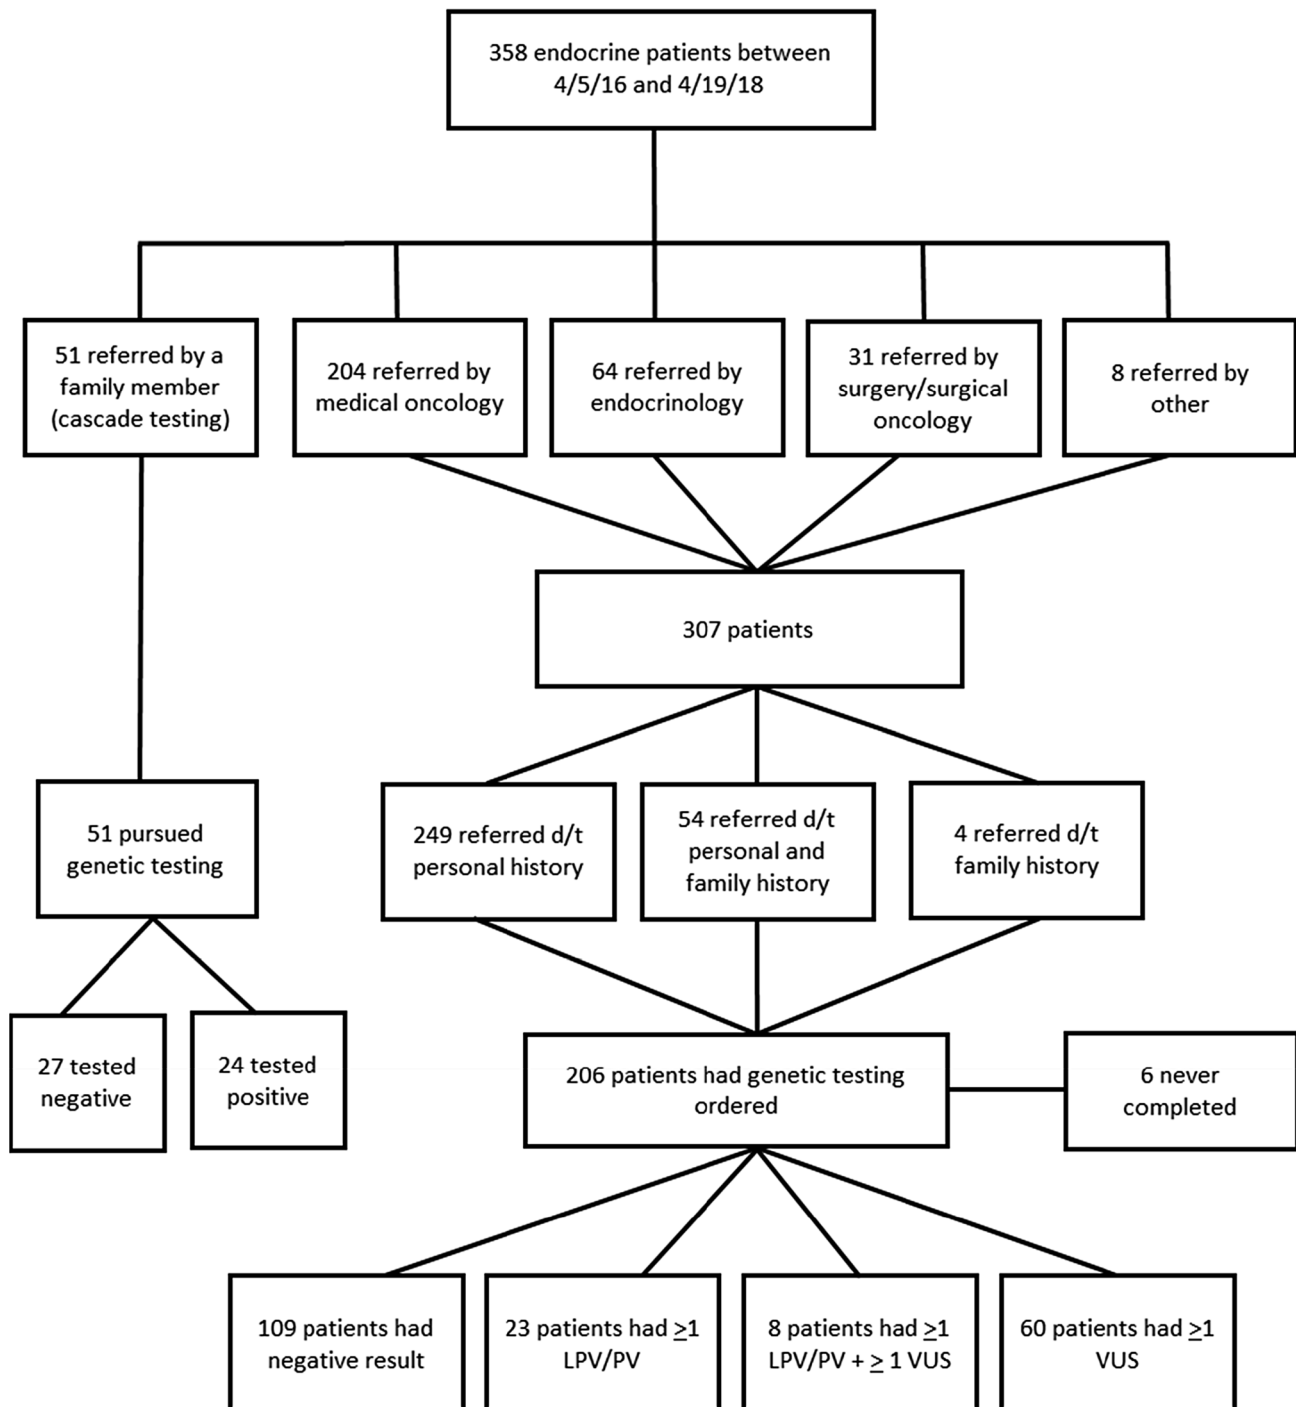 358 endocrine patients between
4/5/16 and 4/19/18
51 referred by a
family member
(cascade testing)
204 referred by
medical oncology
64 referred by
endocrinology
31 referred by
surgery/surgical
oncology
8 referred by
other
307 patients
51 pursued
genetic testing
249 referred d/t
personal history
54 referred d/t
personal and
family history
4 referred d/t
family history
27 tested
negative
24 tested
positive
206 patients had genetic testing
ordered
6 never
completed
109 patients had
negative result
23 patients had ≥1
LPV/PV
8 patients had ≥1
LPV/PV + ≥ 1 VUS
60 patients had ≥1
VUS